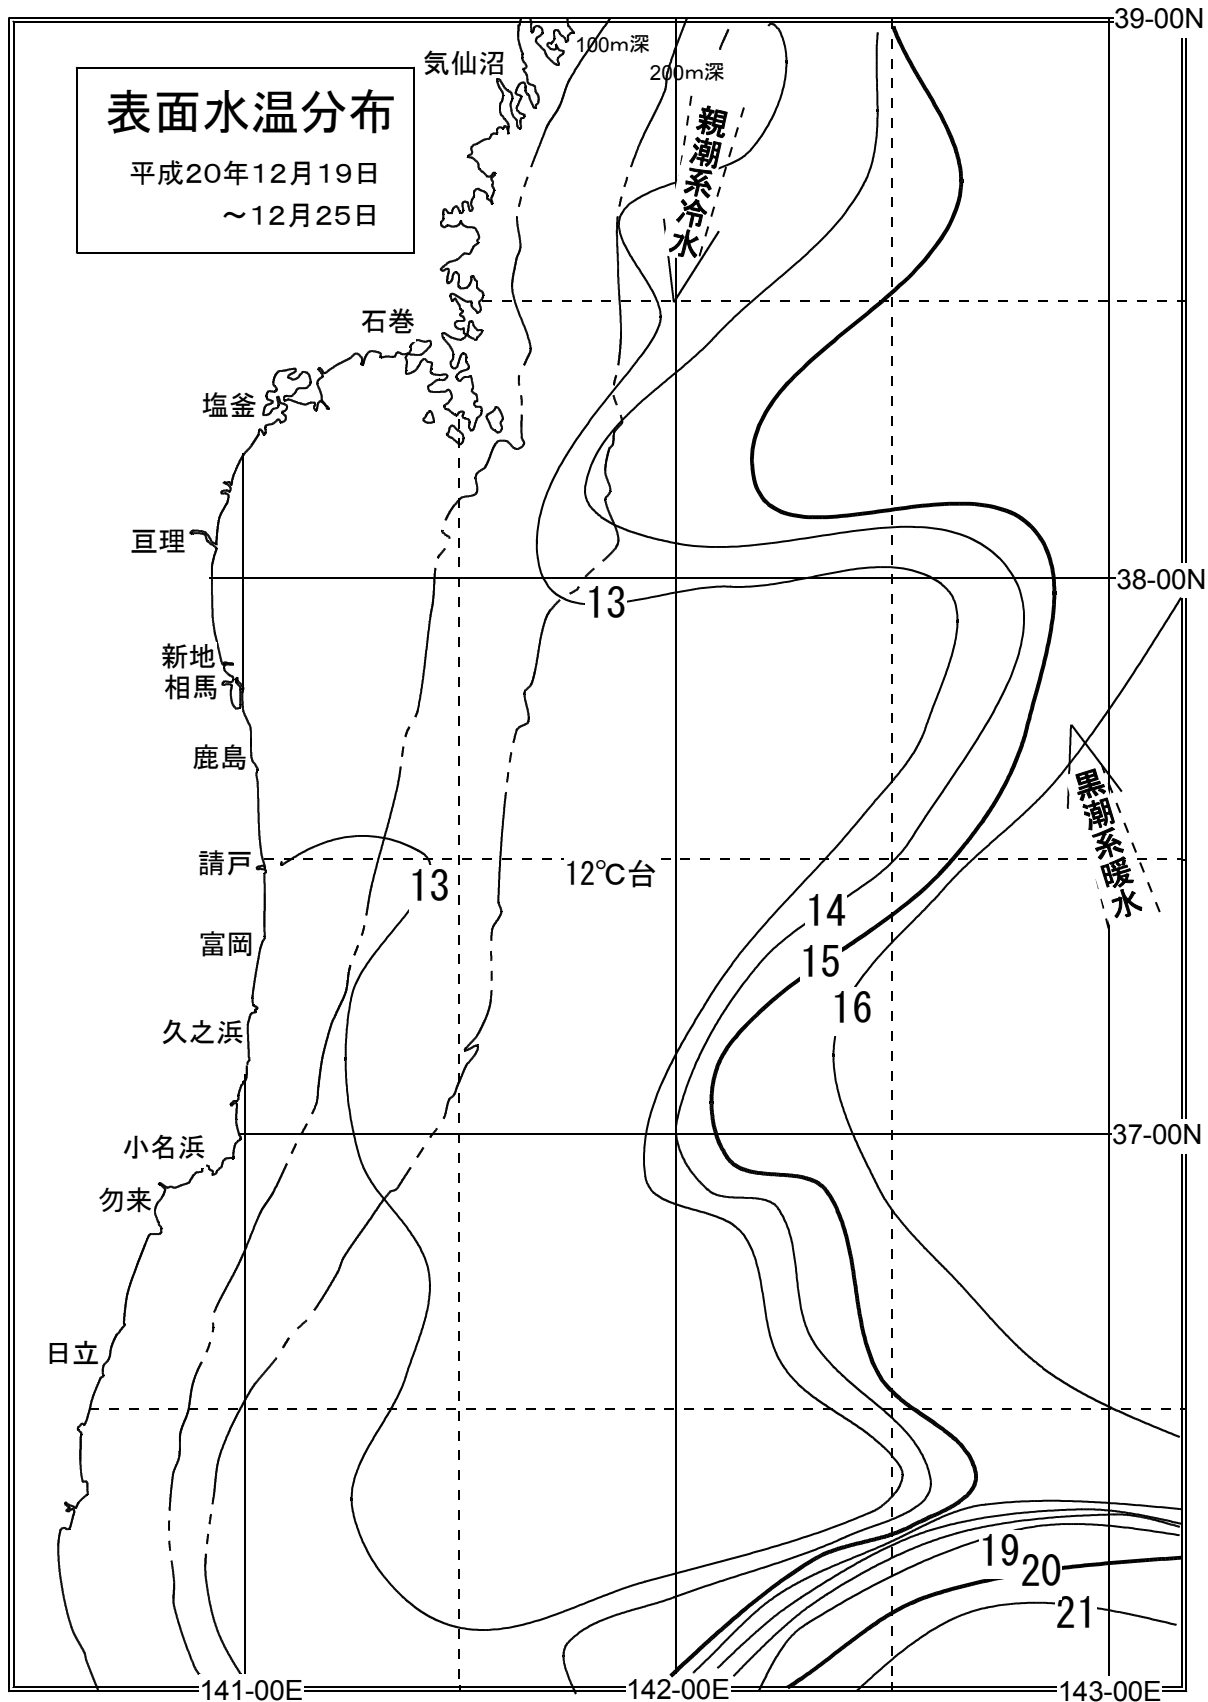 39-00N
100m深
気仙沼
200m深
表面水温分布
平成20年12月19日
～12月25日
親潮系冷水
石巻
塩釜
亘理
38-00N
13
新地
相馬
鹿島
黒潮系暖水
請戸
13
12℃台
14
富岡
15
16
久之浜
37-00N
小名浜
勿来
日立
19
20
21
141-00E
142-00E
143-00E